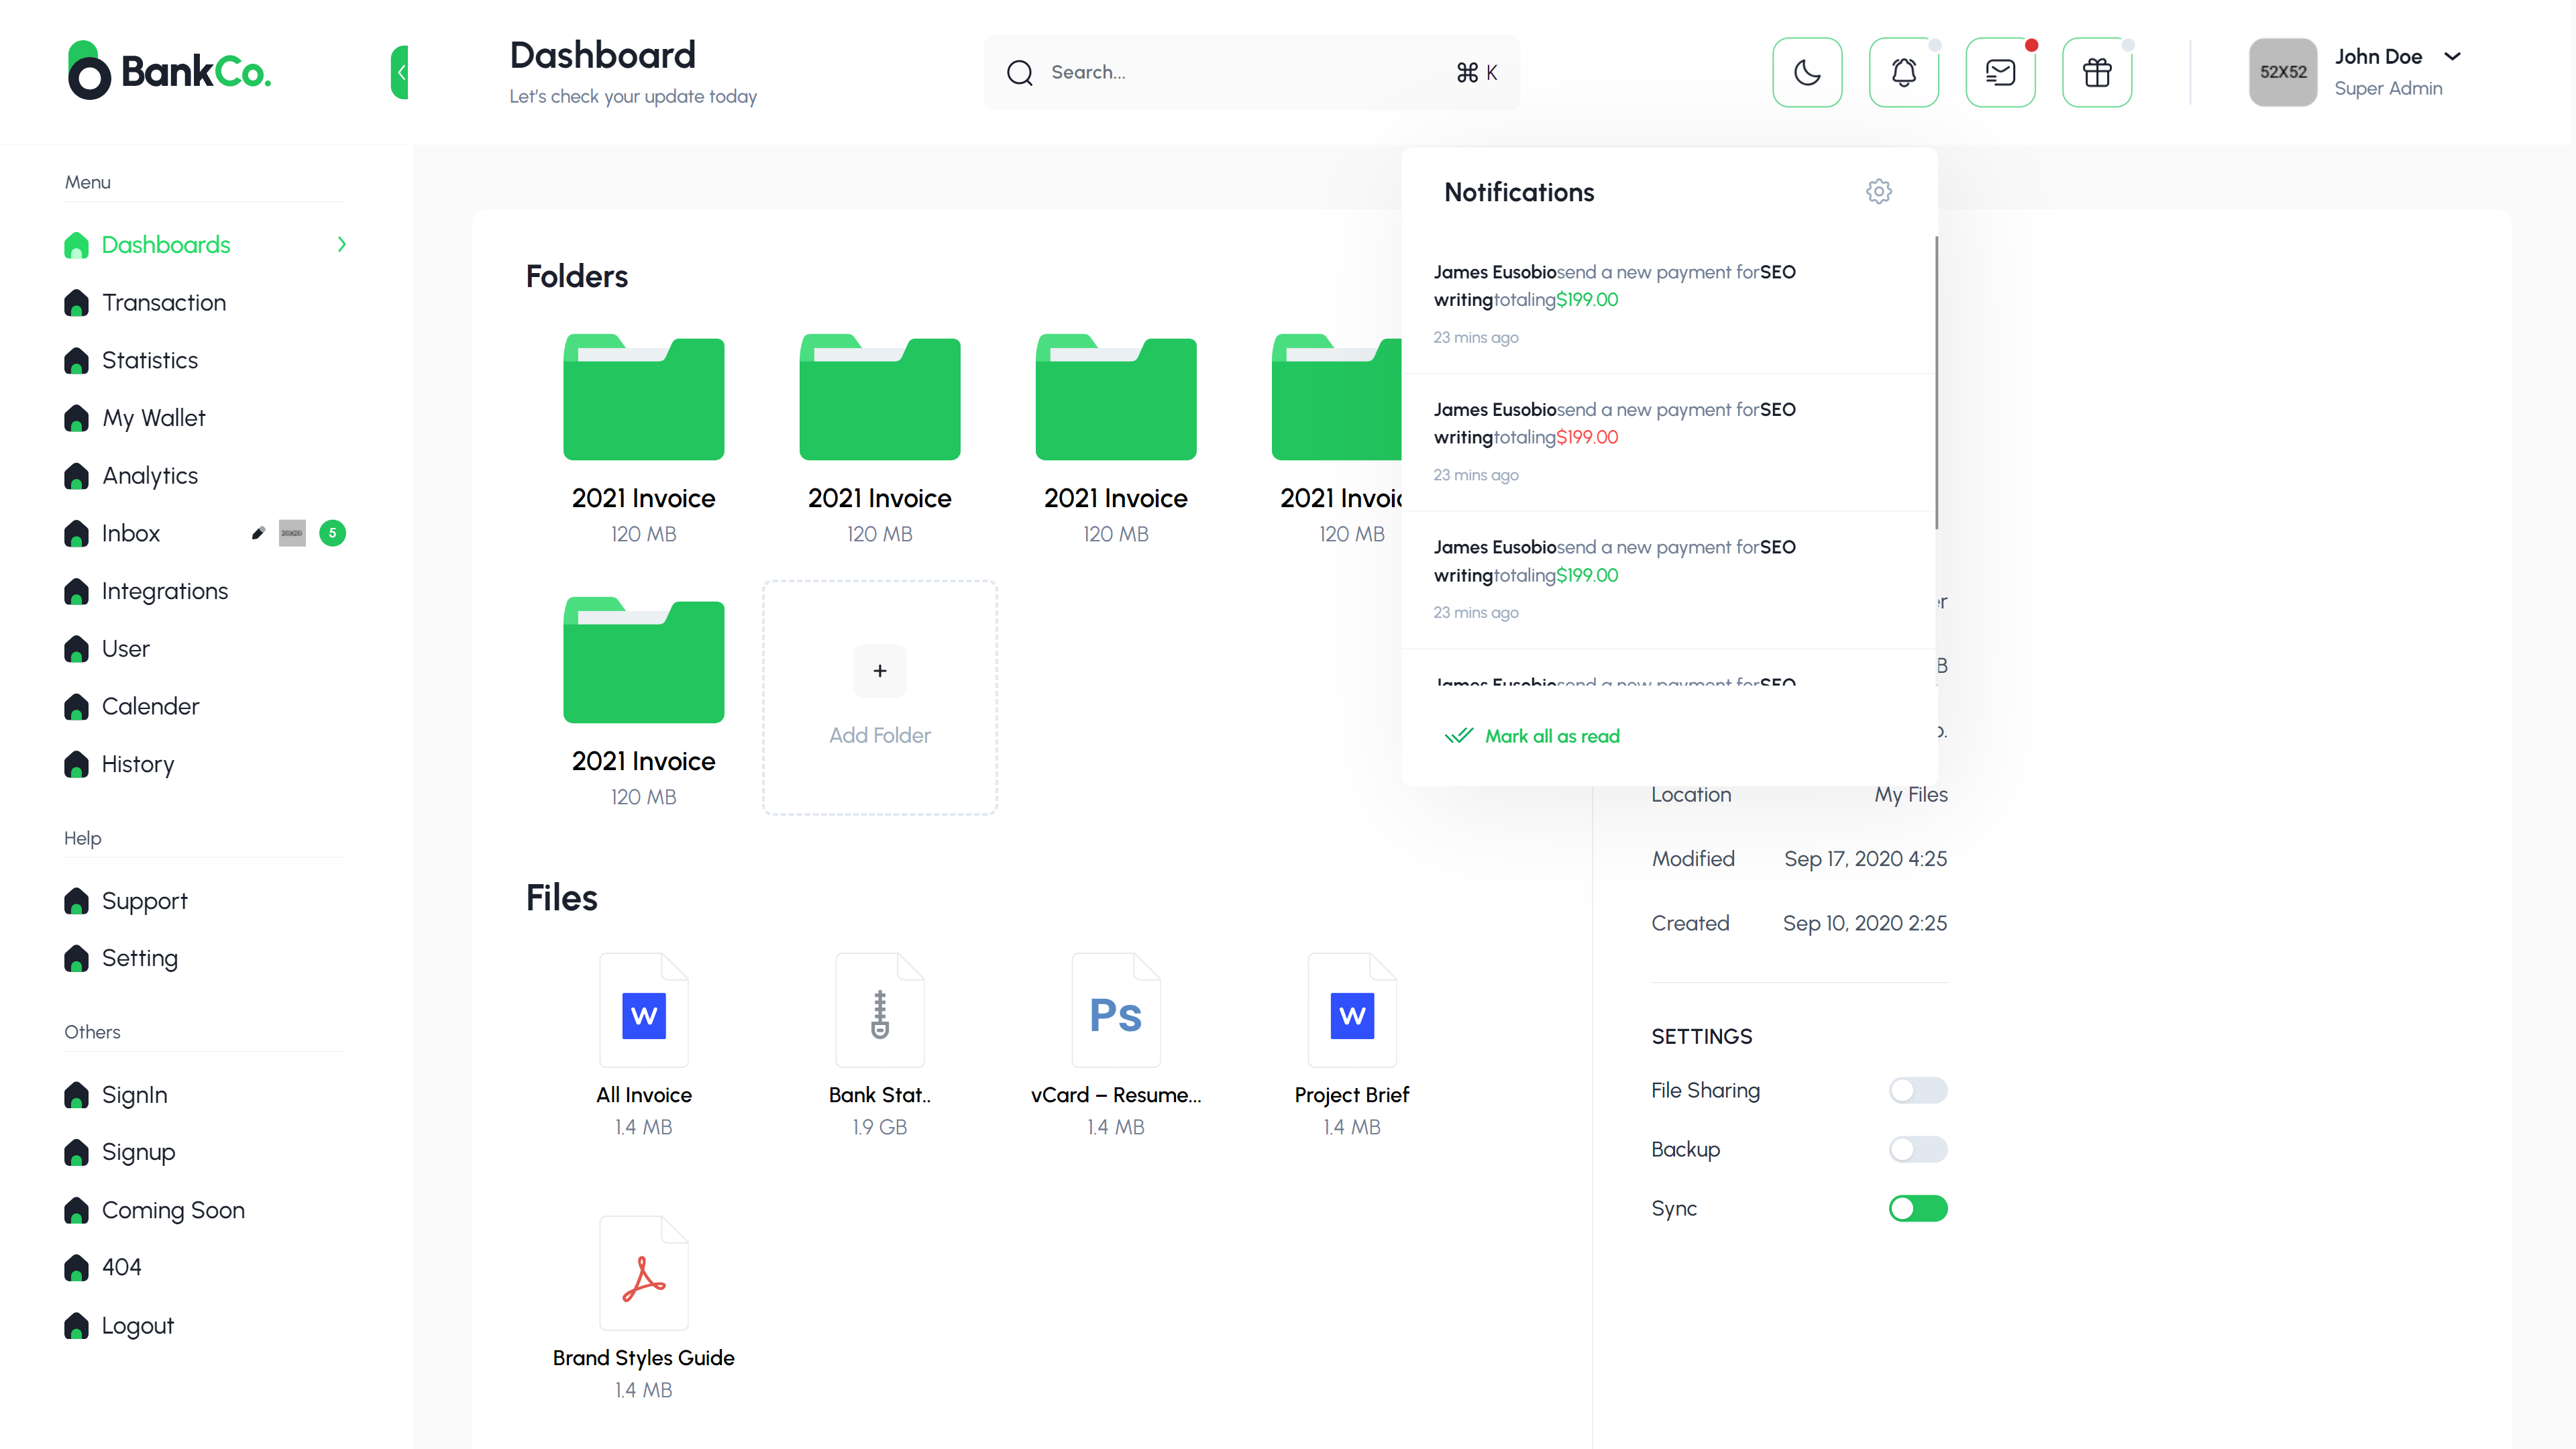 BankCo.
Dashboard
Let's check your update today
Search...
⌘ K
52X52
John Doe
Super Admin
Menu
Dashboards
Transaction
Statistics
My Wallet
Analytics
Inbox
5
Integrations
User
Calender
History
Help
Support
Setting
Others
SignIn
Signup
Coming Soon
404
Logout
Folders
2021 Invoice
120 MB
2021 Invoice
120 MB
2021 Invoice
120 MB
2021 Invoic
120 MB
2021 Invoice
120 MB
+
Add Folder
Files
W
All Invoice
1.4 MB
Bank Stat..
1.9 GB
Ps
vCard – Resume...
1.4 MB
W
Project Brief
1.4 MB
Brand Styles Guide
1.4 MB
Notifications
James Eusobiosend a new payment forSEO
writingtotaling$199.00
23 mins ago
James Eusobiosend a new payment forSEO
writingtotaling$199.00
23 mins ago
James Eusobiosend a new payment forSEO
writingtotaling$199.00
23 mins ago
James Eusobiosend a new payment forSEO
Mark all as read
Location My Files
Modified Sep 17, 2020 4:25
Created Sep 10, 2020 2:25
SETTINGS
File Sharing
Backup
Sync